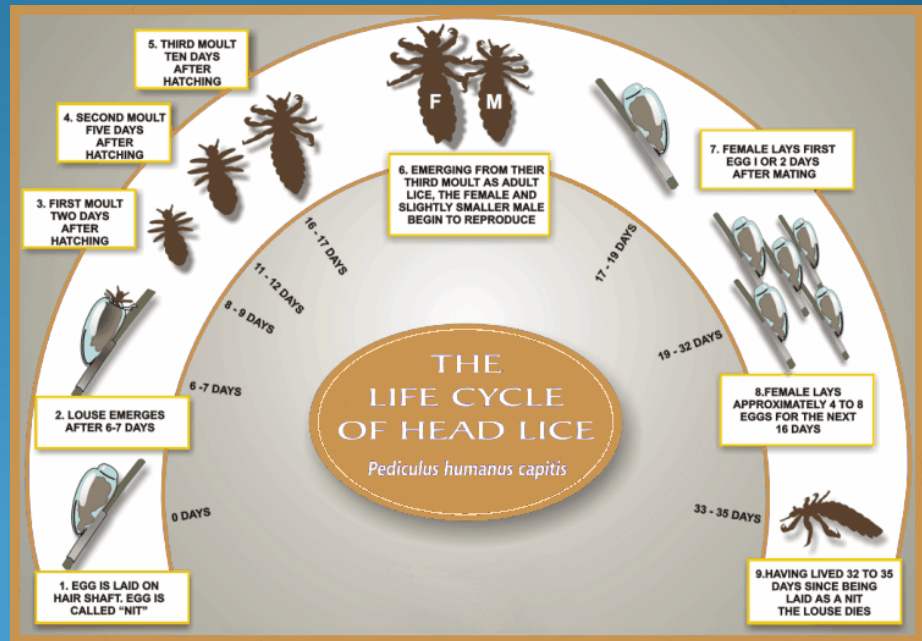 5. THIRD MOULT
TEN DAYS
AFTER
HATCHING
4. SECOND MOULT
FIVE DAYS
AFTER
HATCHING
3. FIRST MOULT
TWO DAYS
AFTER
HATCHING
2. LOUSE EMERGES
AFTER 6-7 DAYS
1. EGG IS LAID ON
HAIR SHAFT. EGG IS
CALLED “NIT”
F
M
6. EMERGING FROM THEIR
THIRD MOULT AS ADULT
LICE, THE FEMALE AND
SLIGHTLY SMALLER MALE
BEGIN TO REPRODUCE
7. FEMALE LAYS FIRST
EGG I OR 2 DAYS
AFTER MATING
8.FEMALE LAYS
APPROXIMATELY 4 TO 8
EGGS FOR THE NEXT
16 DAYS
9.HAVING LIVED 32 TO 35
DAYS SINCE BEING
LAID AS A NIT
THE LOUSE DIES
0 DAYS
6 -7 DAYS
8 - 9 DAYS
11 - 12 DAYS
16 - 17 DAYS
17 - 19 DAYS
19 - 32 DAYS
33 - 35 DAYS
THE
LIFE CYCLE
OF HEAD LICE
Pediculus humanus capitis